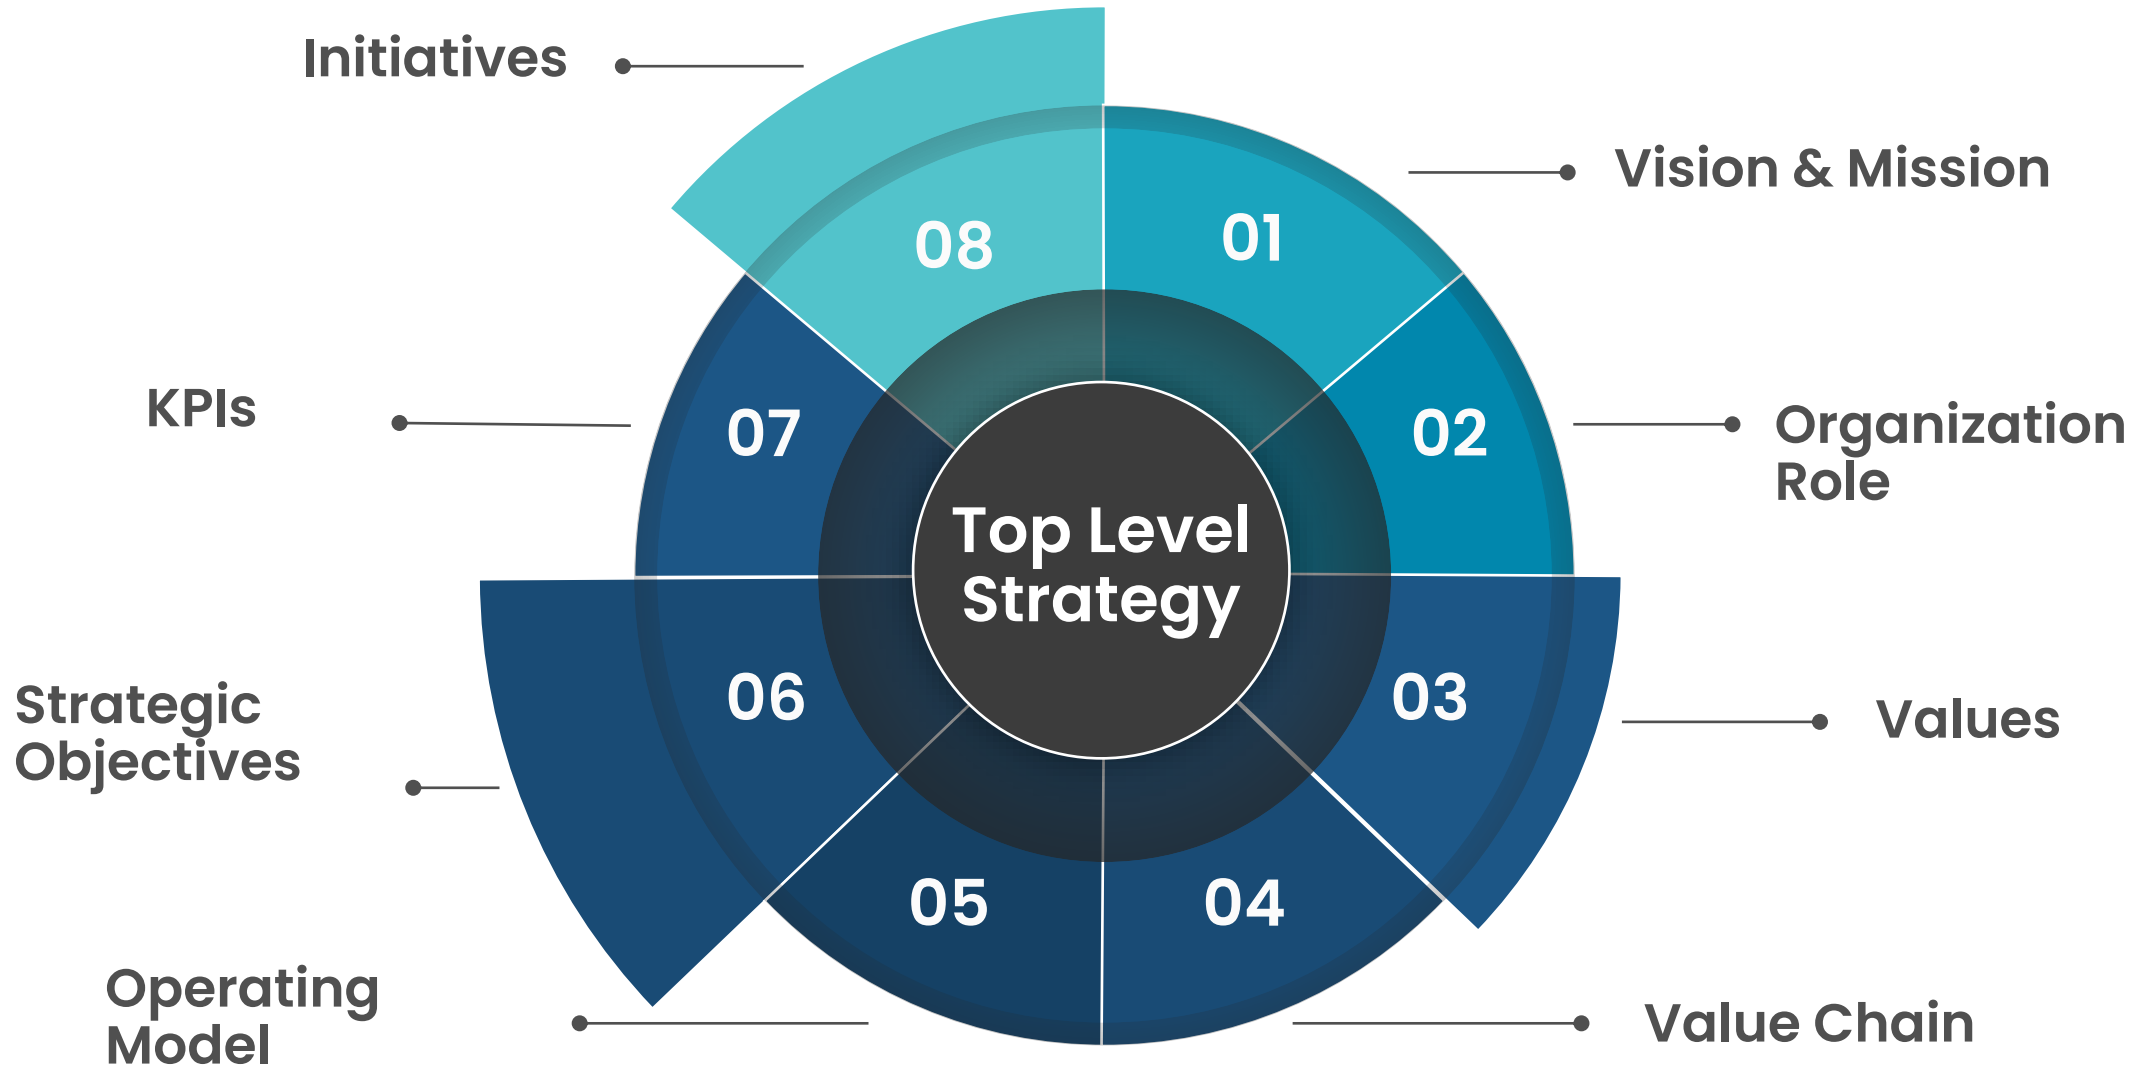 Initiatives
Vision & Mission
08
01
KPIs
07
02
Organization
Role
Top Level
Strategy
Strategic
Objectives
06
03
Values
05
04
Operating
Model
Value Chain